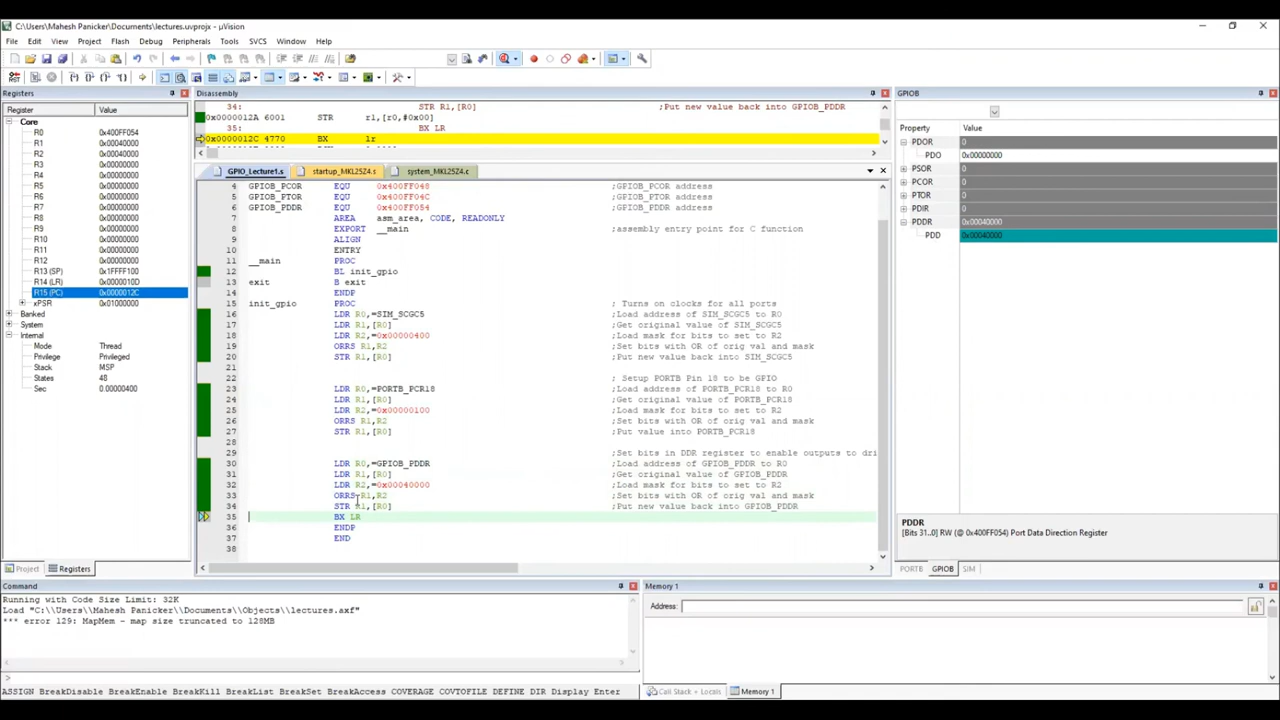 C:\Users\Mahesh Panicker\Documents\lectures.uvprojx - µVision
File Edit View Project Flash Debug Peripherals Tools SVCS Window Help
Registers
Register Value
Core
R0 0x400FF054
R1 0x00040000
R2 0x00040000
R3 0x00000000
R4 0x00000000
R5 0x00000000
R6 0x00000000
R7 0x00000000
R8 0x00000000
R9 0x00000000
R10 0x00000000
R11 0x00000000
R12 0x00000000
R13 (SP) 0x1FFFF100
R14 (LR) 0x0000010D
R15 (PC) 0x0000012C
xPSR 0x01000000
Banked
System
Internal
Mode Thread
Privilege Privileged
Stack MSP
States 48
Sec 0.00000400
Project Registers
Disassembly
34: STR R1,[R0] ;Put new value back into GPIOB_PDDR
0x0000012A 6001 STR r1,[r0,#0x00]
35: BX LR
0x0000012C 4770 BX lr
GPIO_Lecture1.s startup_MKL25Z4.s system_MKL25Z4.c
4 GPIOB_PCOR EQU 0x400FF048 ;GPIOB_PCOR address
5 GPIOB_PTOR EQU 0x400FF04C ;GPIOB_PTOR address
6 GPIOB_PDDR EQU 0x400FF054 ;GPIOB_PDDR address
7 AREA asm_area, CODE, READONLY
8 EXPORT __main ;assembly entry point for C function
9 ALIGN
10 ENTRY
11 __main PROC
12 BL init_gpio
13 exit B exit
14 ENDP
15 init_gpio PROC ; Turns on clocks for all ports
16 LDR R0,=SIM_SCGC5 ;Load address of SIM_SCGC5 to R0
17 LDR R1,[R0] ;Get original value of SIM_SCGC5
18 LDR R2,=0x00000400 ;Load mask for bits to set to R2
19 ORRS R1,R2 ;Set bits with OR of orig val and mask
20 STR R1,[R0] ;Put new value back into SIM_SCGC5
21
22 ; Setup PORTB Pin 18 to be GPIO
23 LDR R0,=PORTB_PCR18 ;Load address of PORTB_PCR18 to R0
24 LDR R1,[R0] ;Get original value of PORTB_PCR18
25 LDR R2,=0x00000100 ;Load mask for bits to set to R2
26 ORRS R1,R2 ;Set bits with OR of orig val and mask
27 STR R1,[R0] ;Put value into PORTB_PCR18
28
29 ;Set bits in DDR register to enable outputs to dri
30 LDR R0,=GPIOB_PDDR ;Load address of GPIOB_PDDR to R0
31 LDR R1,[R0] ;Get original value of GPIOB_PDDR
32 LDR R2,=0x00040000 ;Load mask for bits to set to R2
33 ORRS R1,R2 ;Set bits with OR of orig val and mask
34 STR R1,[R0] ;Put new value back into GPIOB_PDDR
35 BX LR
36 ENDP
37 END
38
GPIOB
Property Value
PDOR 0
PDO 0x00000000
PSOR 0
PCOR 0
PTOR 0
PDIR 0
PDDR 0x00040000
PDD 0x00040000
PDDR
[Bits 31..0] RW (@ 0x400FF054) Port Data Direction Register
PORTB GPIOB SIM
Command
Running with Code Size Limit: 32K
Load "C:\\Users\\Mahesh Panicker\\Documents\\Objects\\lectures.axf"
*** error 129: MapMem - map size truncated to 128MB
>
ASSIGN BreakDisable BreakEnable BreakKill BreakList BreakSet BreakAccess COVERAGE COVTOFILE DEFINE DIR Display Enter
Memory 1
Address:
Call Stack + Locals Memory 1